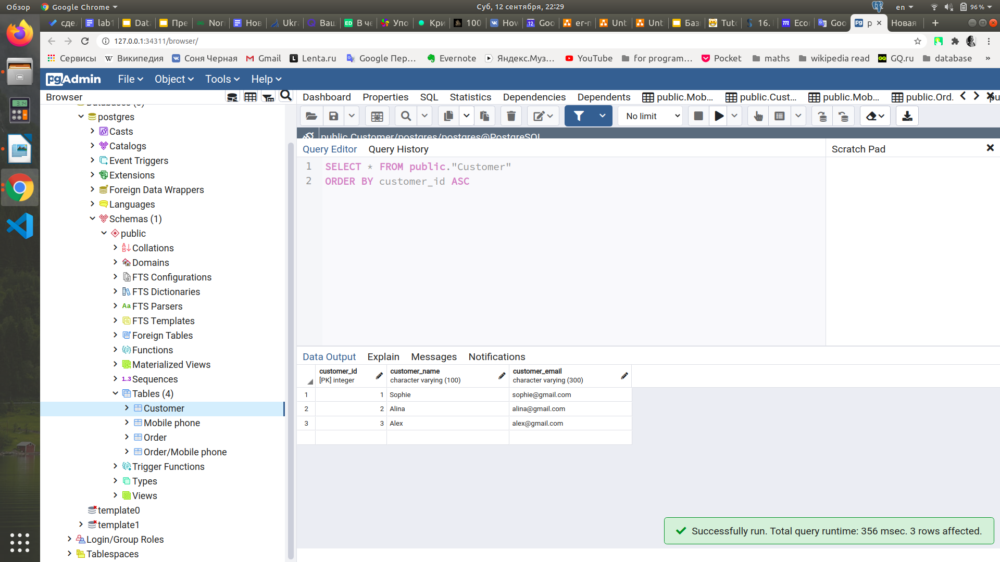 Обзор Google Chrome Суб, 12 сентября, 22:29 en 96%
сде lab1 Data Пре Norm Нов Ukra Ваш В че Упо Кри 100 Нов Goo er-m Unt Unt Баз Tuto 16. Econ Goo p Новая
127.0.0.1:34311/browser/
Сервисы Википедия Соня Черная Gmail Lenta.ru Google Пер... Evernote Яндекс.Муз... YouTube for program... Pocket maths wikipedia read GQ.ru database »
pgAdmin File Object Tools Help
Browser
Dashboard Properties SQL Statistics Dependencies Dependents public.Mob... public.Cust... public.Mob... public.Ord.
No limit
public.Customer/postgres/postgres@PostgreSQL
Query Editor Query History Scratch Pad
1 SELECT * FROM public."Customer"
2 ORDER BY customer_id ASC
postgres
Casts
Catalogs
Event Triggers
Extensions
Foreign Data Wrappers
Languages
Schemas (1)
public
Collations
Domains
FTS Configurations
FTS Dictionaries
FTS Parsers
FTS Templates
Foreign Tables
Functions
Materialized Views
Sequences
Tables (4)
Customer
Mobile phone
Order
Order/Mobile phone
Trigger Functions
Types
Views
template0
template1
Login/Group Roles
Tablespaces
Data Output Explain Messages Notifications
customer_id customer_name customer_email
[PK] integer character varying (100) character varying (300)
1 1 Sophie sophie@gmail.com
2 2 Alina alina@gmail.com
3 3 Alex alex@gmail.com
Successfully run. Total query runtime: 356 msec. 3 rows affected.